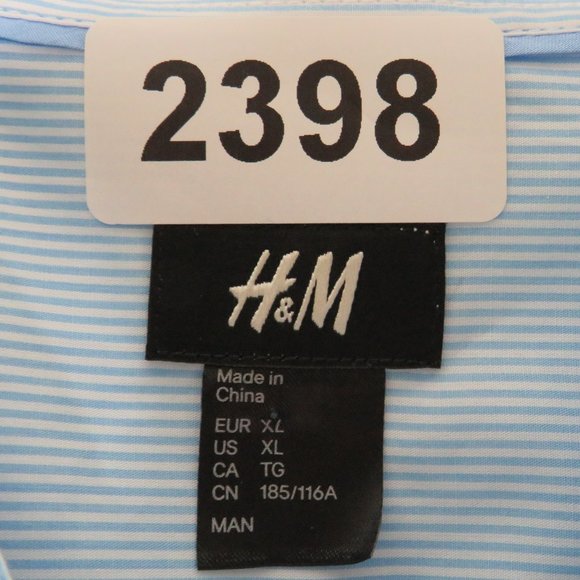 2398
H&M
Made in
China
EUR XL
US XL
CA TG
CN 185/116A
MAN